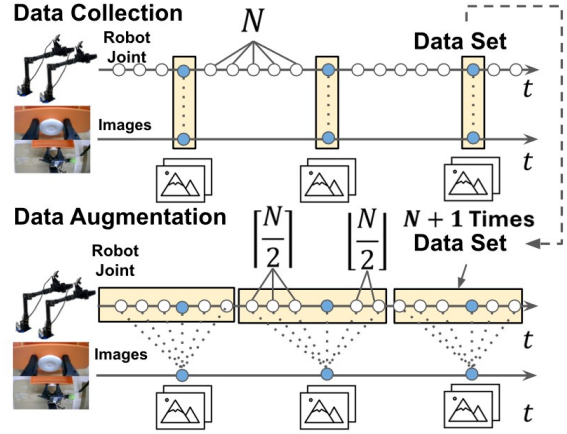 Data Collection
N
Robot
Joint
Data Set
t
Images
t
Data Augmentation
⌈N/2⌉
⌊N/2⌋
N + 1 Times
Data Set
Robot
Joint
t
Images
t